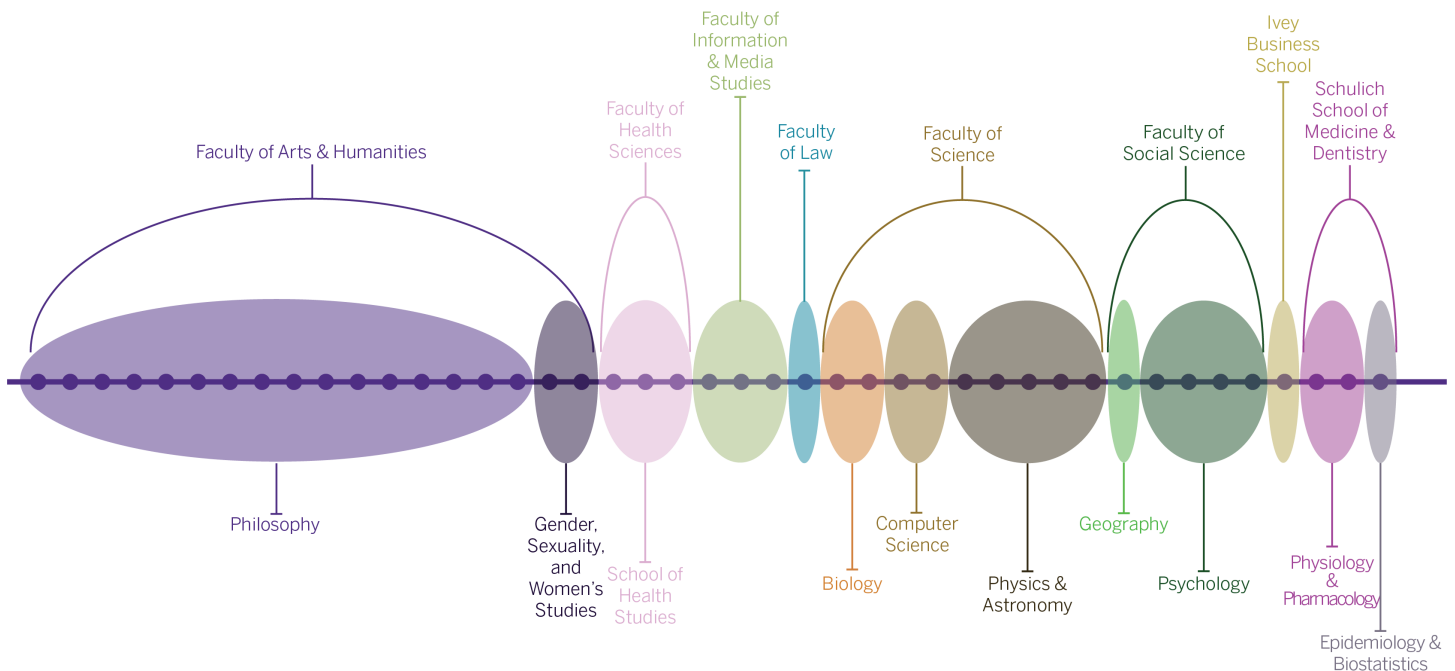 Faculty of Arts & Humanities
Faculty of
Health
Sciences
Faculty of
Information
& Media
Studies
Faculty
of Law
Faculty of
Science
Faculty of
Social Science
Ivey
Business
School
Schulich
School of
Medicine &
Dentistry
Philosophy
Gender,
Sexuality,
and
Women's
Studies
School of
Health
Studies
Biology
Computer
Science
Physics &
Astronomy
Geography
Psychology
Physiology
&
Pharmacology
Epidemiology &
Biostatistics